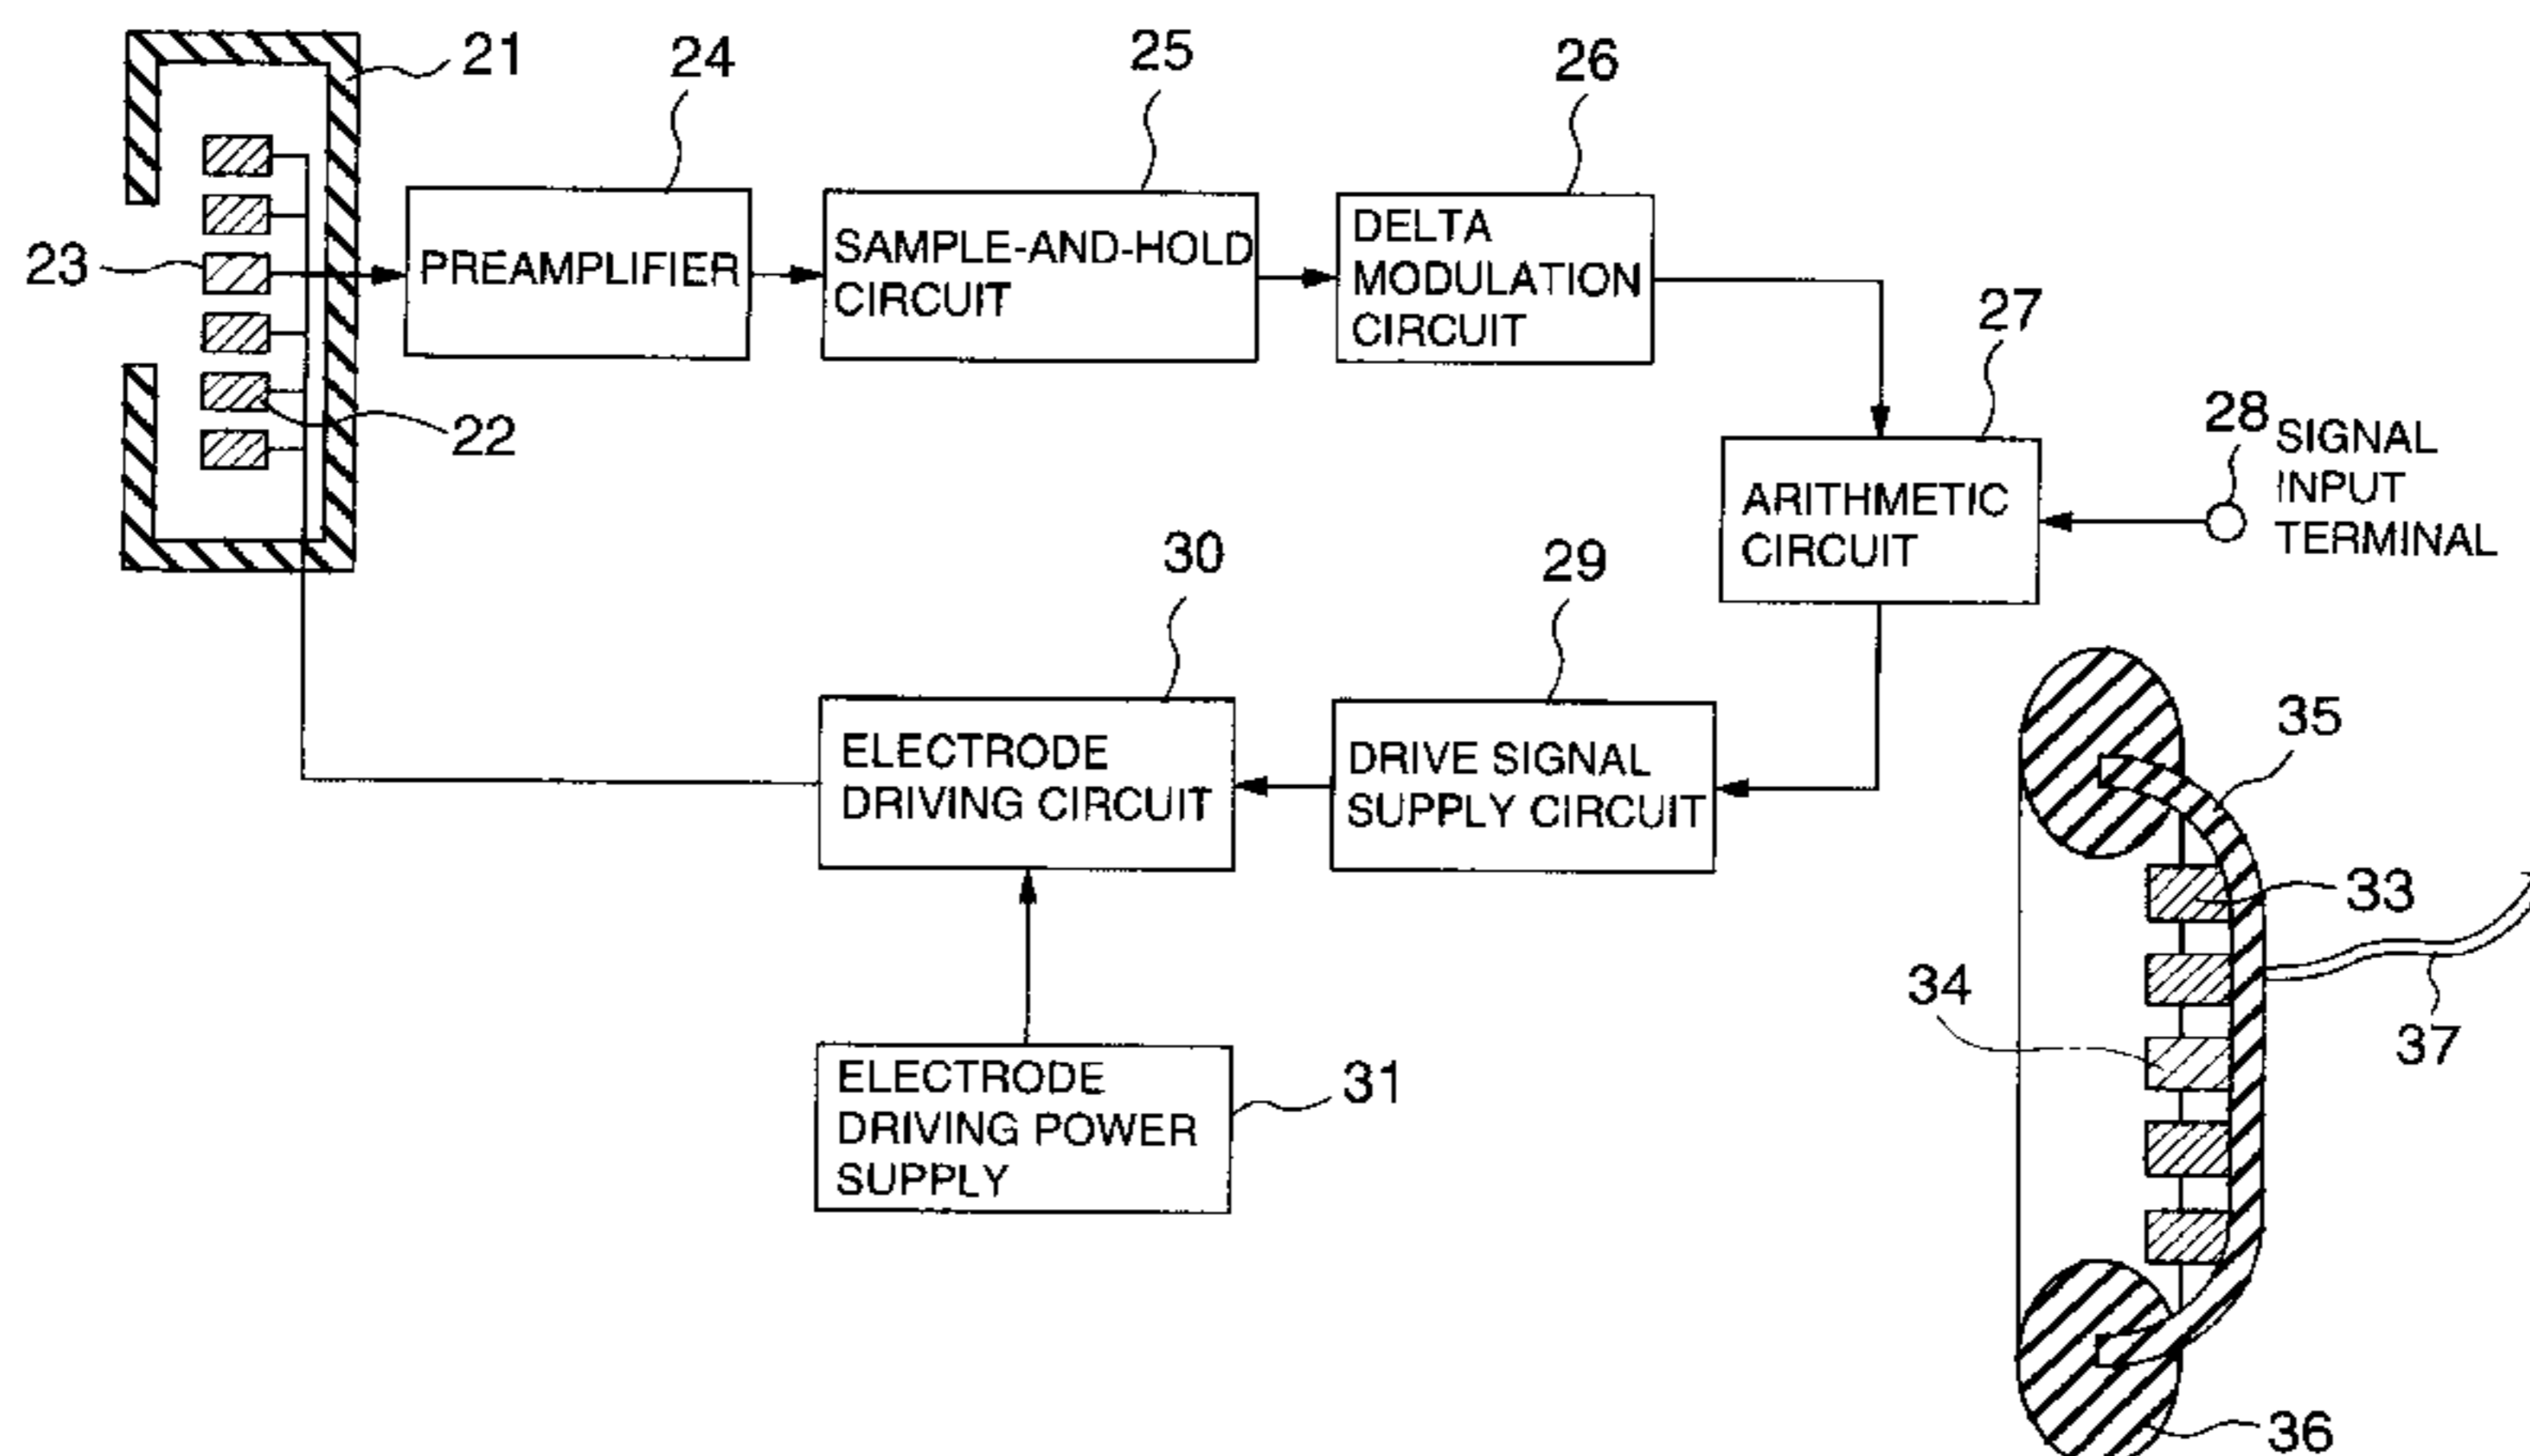 21
24
25
26
23
PREAMPLIFIER
SAMPLE-AND-HOLD
CIRCUIT
DELTA
MODULATION
CIRCUIT
27
22
28
SIGNAL
INPUT
TERMINAL
ARITHMETIC
CIRCUIT
30
29
ELECTRODE
DRIVING CIRCUIT
DRIVE SIGNAL
SUPPLY CIRCUIT
35
33
34
37
ELECTRODE
DRIVING POWER
SUPPLY
31
36